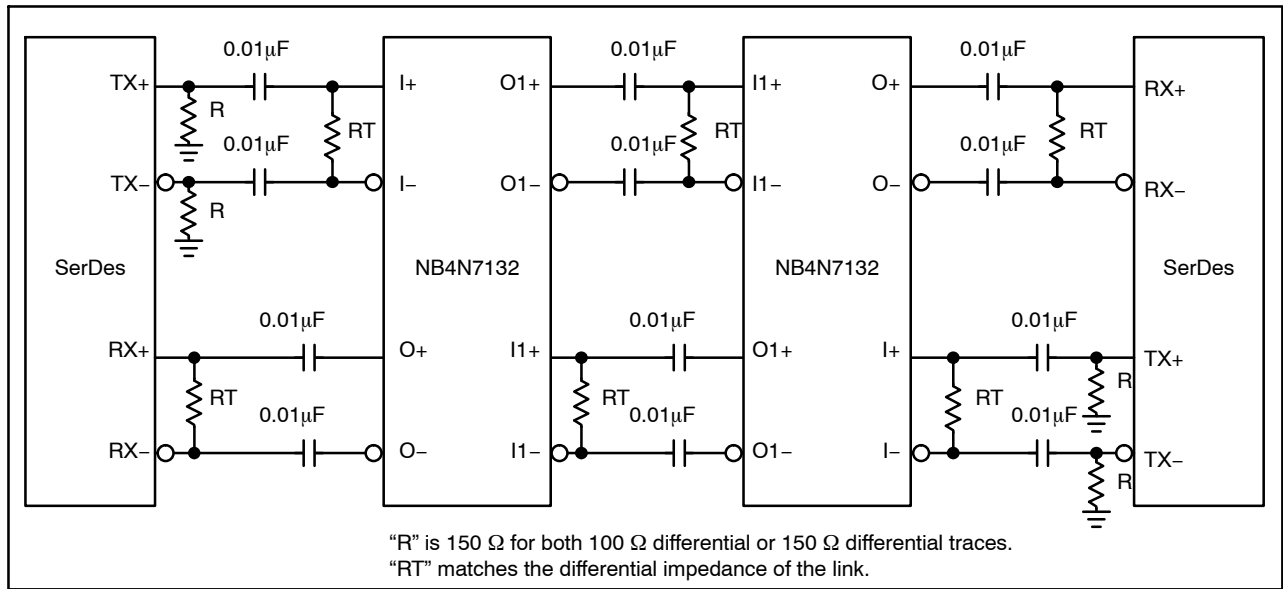 0.01μF 0.01μF 0.01μF
TX+ I+ O1+ I1+ O+ RX+
R RT RT RT
0.01μF 0.01μF 0.01μF
TX− I− O1− I1− O− RX−
R
SerDes NB4N7132 NB4N7132 SerDes
0.01μF 0.01μF 0.01μF
RX+ O+ I1+ O1+ I+ TX+
RT RT RT R
0.01μF 0.01μF 0.01μF
RX− O− I1− O1− I− TX−
R
“R” is 150 Ω for both 100 Ω differential or 150 Ω differential traces.
“RT” matches the differential impedance of the link.